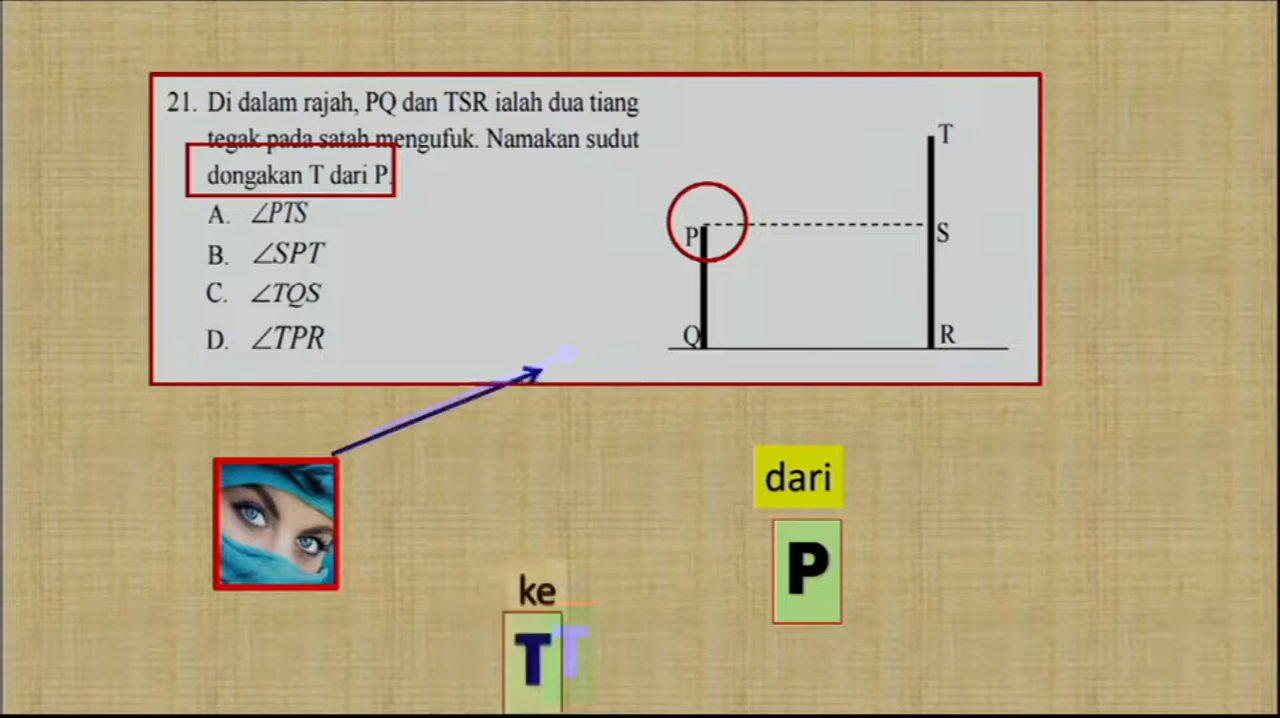 21. Di dalam rajah, PQ dan TSR ialah dua tiang
tegak pada satah mengufuk. Namakan sudut
dongakan T dari P.
A. ∠PTS
B. ∠SPT
C. ∠TQS
D. ∠TPR
T
P
S
Q
R
dari
P
ke
T T